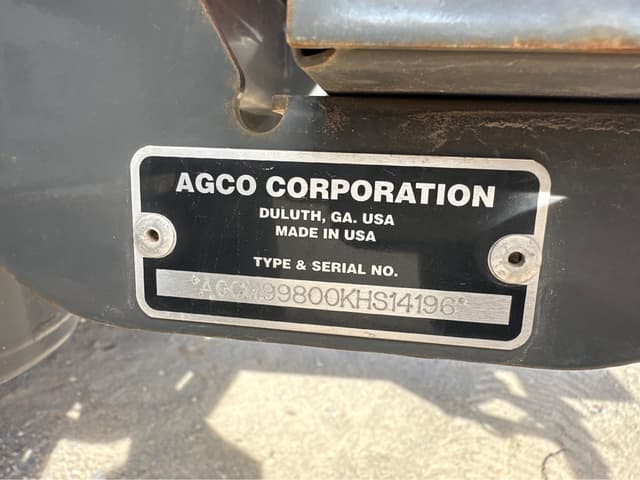 AGCO CORPORATION
DULUTH, GA. USA
MADE IN USA
TYPE & SERIAL NO.
*AGCM99800KHS14196*